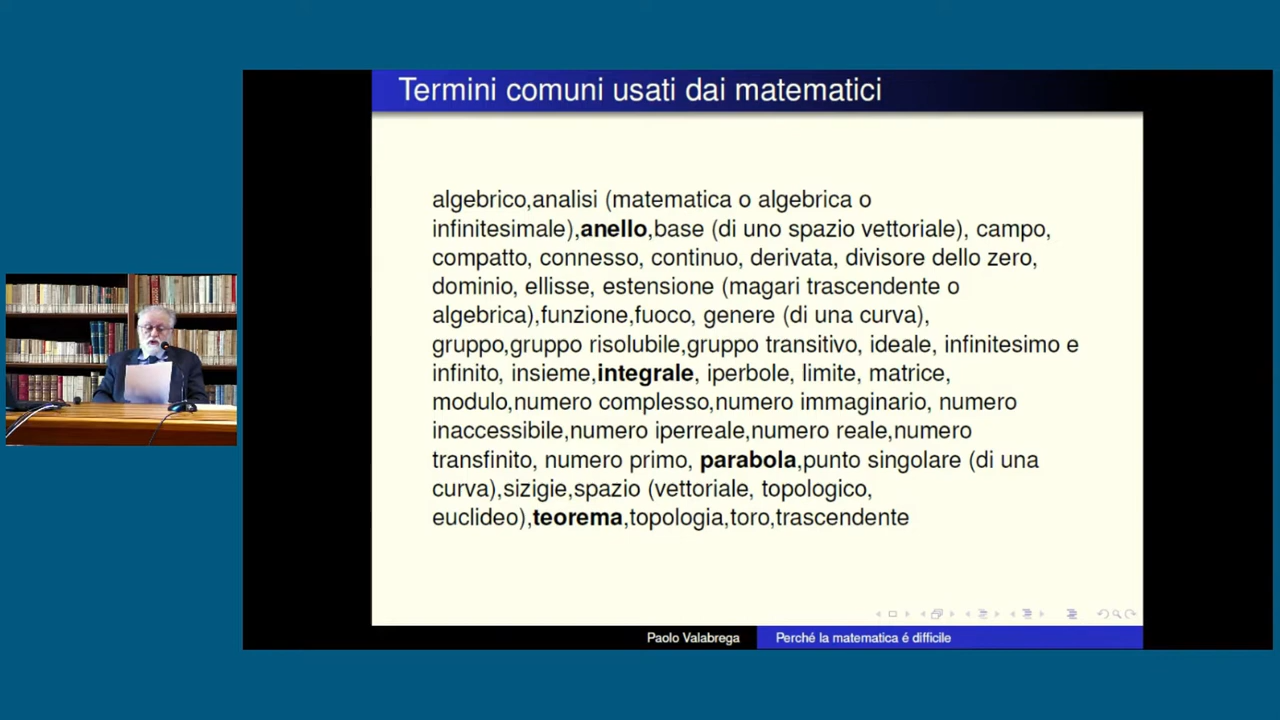 Termini comuni usati dai matematici
algebrico,analisi (matematica o algebrica o
infinitesimale),anello,base (di uno spazio vettoriale), campo,
compatto, connesso, continuo, derivata, divisore dello zero,
dominio, ellisse, estensione (magari trascendente o
algebrica),funzione,fuoco, genere (di una curva),
gruppo,gruppo risolubile,gruppo transitivo, ideale, infinitesimo e
infinito, insieme,integrale, iperbole, limite, matrice,
modulo,numero complesso,numero immaginario, numero
inaccessibile,numero iperreale,numero reale,numero
transfinito, numero primo, parabola,punto singolare (di una
curva),sizigie,spazio (vettoriale, topologico,
euclideo),teorema,topologia,toro,trascendente
Paolo Valabrega
Perché la matematica é difficile